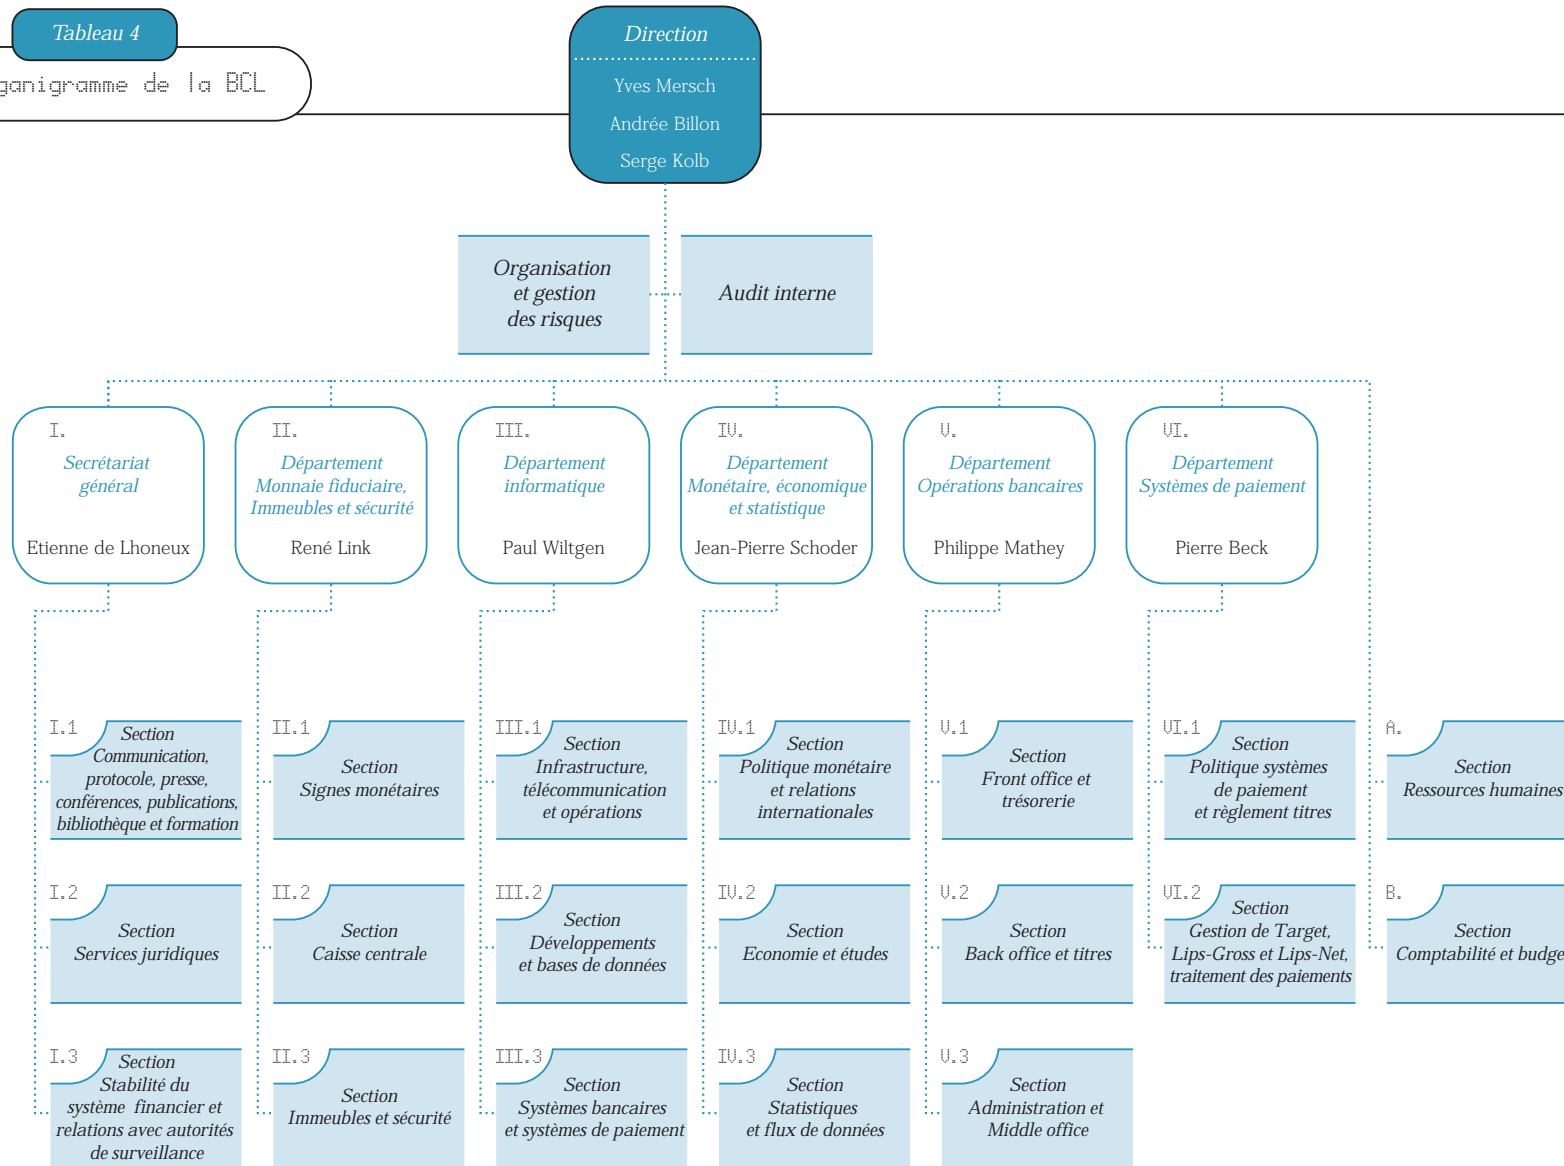 Tableau 4
ganigramme de la BCL
Direction
Yves Mersch
Andrée Billon
Serge Kolb
Organisation
et gestion
des risques
Audit interne
I.
Secrétariat
général
Etienne de Lhoneux
II.
Département
Monnaie fiduciaire,
Immeubles et sécurité
René Link
III.
Département
informatique
Paul Wiltgen
IV.
Département
Monétaire, économique
et statistique
Jean-Pierre Schoder
V.
Département
Opérations bancaires
Philippe Mathey
VI.
Département
Systèmes de paiement
Pierre Beck
I.1
Section
Communication,
protocole, presse,
conférences, publications,
bibliothèque et formation
II.1
Section
Signes monétaires
III.1
Section
Infrastructure,
télécommunication
et opérations
IV.1
Section
Politique monétaire
et relations
internationales
V.1
Section
Front office et
trésorerie
VI.1
Section
Politique systèmes
de paiement
et règlement titres
A.
Section
Ressources humaines
I.2
Section
Services juridiques
II.2
Section
Caisse centrale
III.2
Section
Développements
et bases de données
IV.2
Section
Economie et études
V.2
Section
Back office et titres
VI.2
Section
Gestion de Target,
Lips-Gross et Lips-Net,
traitement des paiements
B.
Section
Comptabilité et budge
I.3
Section
Stabilité du
système financier et
relations avec autorités
de surveillance
II.3
Section
Immeubles et sécurité
III.3
Section
Systèmes bancaires
et systèmes de paiement
IV.3
Section
Statistiques
et flux de données
V.3
Section
Administration et
Middle office